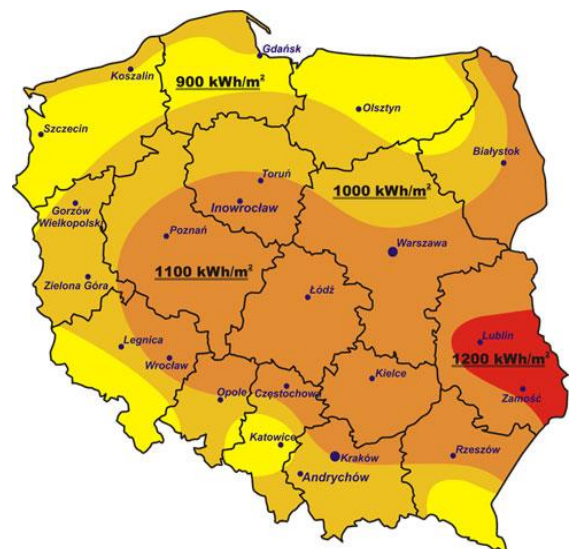 Gdańsk
Koszalin
900 kWh/m²
Olsztyn
Szczecin
Białystok
Toruń
1000 kWh/m²
Inowrocław
Gorzów
Wielkopolski
Poznań
Warszawa
1100 kWh/m²
Zielona Góra
Łódź
Legnica
Lublin
1200 kWh/m²
Wrocław
Kielce
Częstochowa
Opole
Zamość
Katowice
Kraków
Rzeszów
Andrychów